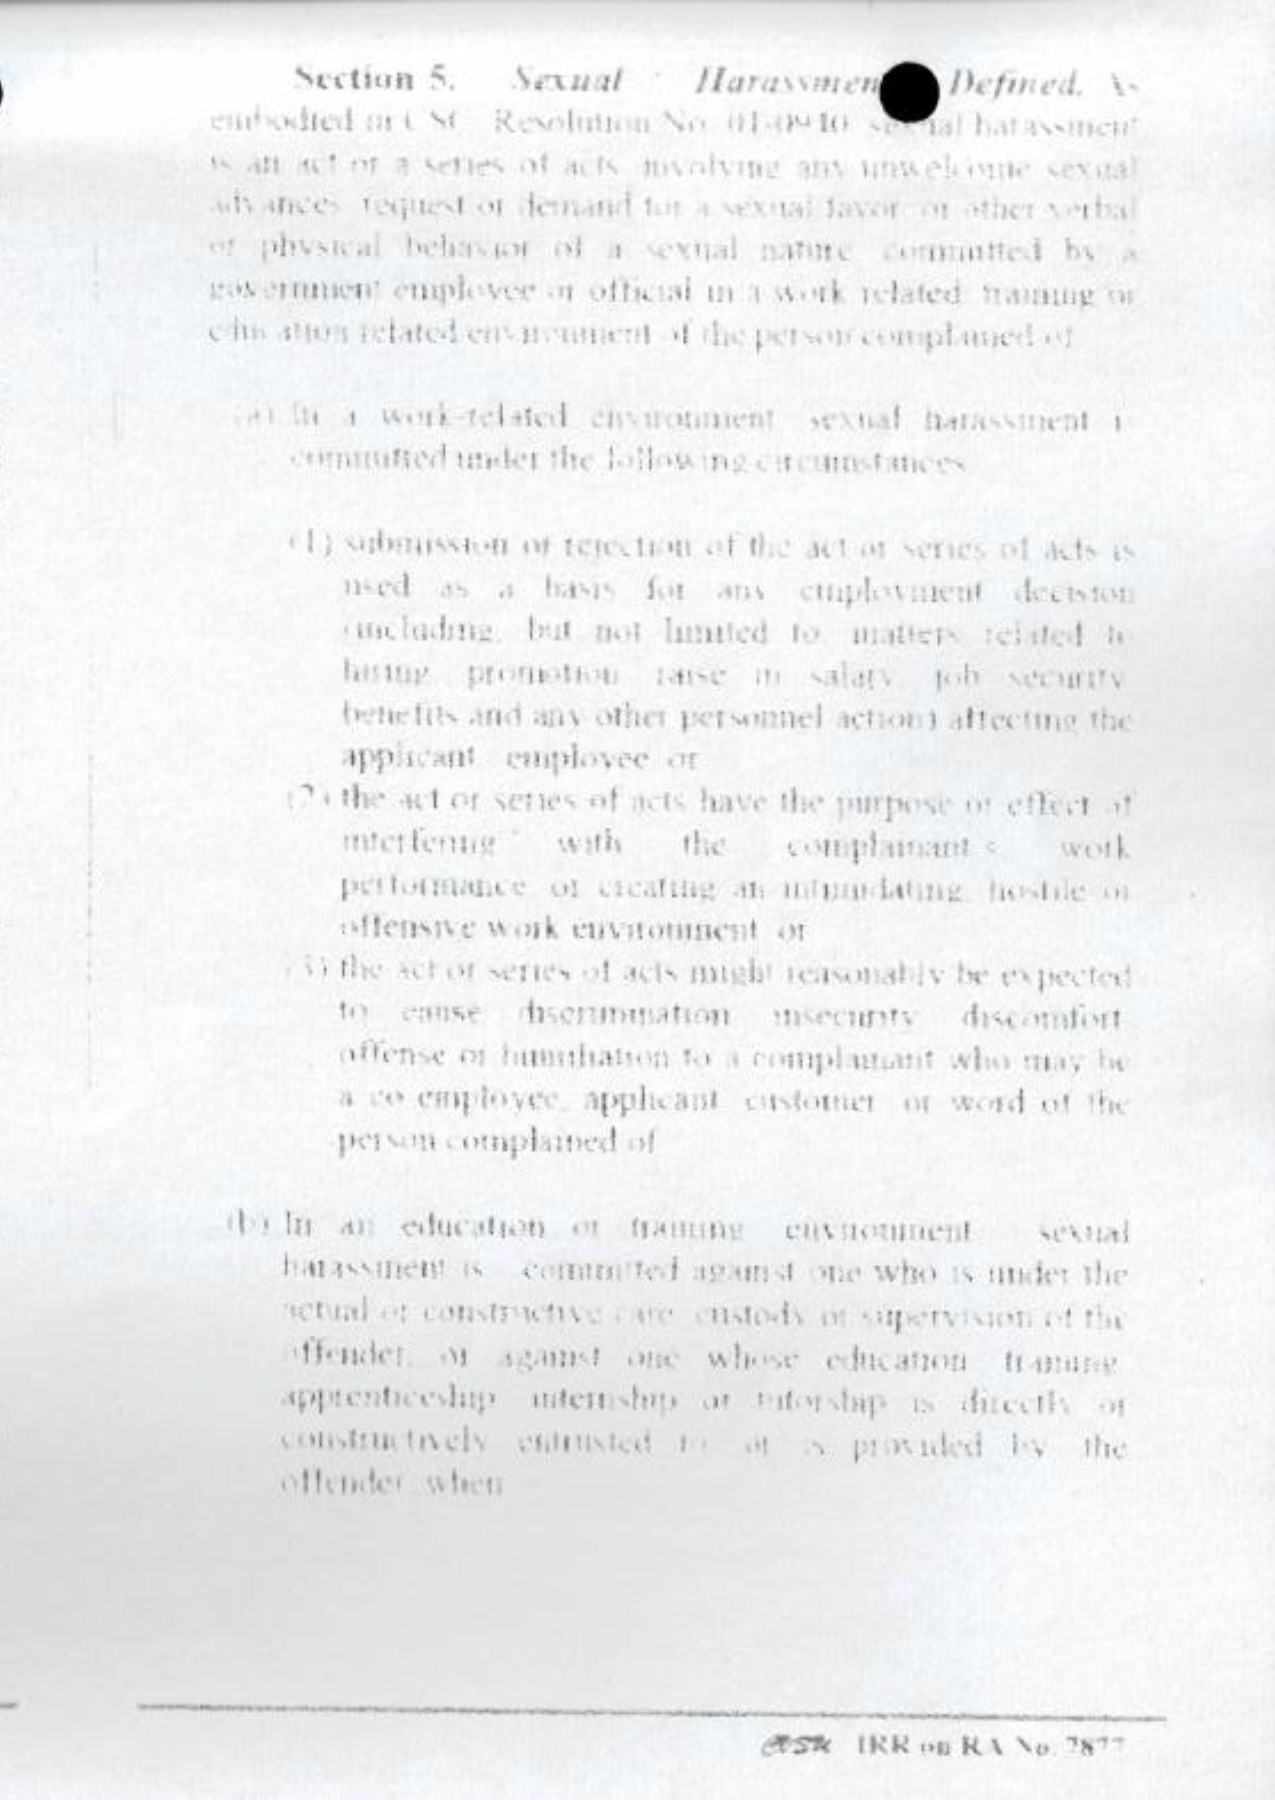 Section 5. Sexual Harassment Defined. As
embodied in CSC Resolution No. 01-0940, sexual harassment
is an act or a series of acts involving any unwelcome sexual
advances, request or demand for a sexual favor, or other verbal
or physical behavior of a sexual nature committed by a
government employee or official in a work related, training or
education related environment of the person complained of.
(a) In a work-related environment, sexual harassment is
committed under the following circumstances:
(1) submission or rejection of the act or series of acts is
used as a basis for any employment decision
(including, but not limited to, matters related to
hiring, promotion, raise in salary, job security,
benefits and any other personnel action) affecting the
applicant employee or
(2) the act or series of acts have the purpose or effect of
interfering with the complainant's work
performance, or creating an intimidating, hostile or
offensive work environment or
(3) the act or series of acts might reasonably be expected
to cause discrimination, insecurity, discomfort,
offense or humiliation to a complainant who may be
a co-employee, applicant, customer, or word of the
person complained of
(b) In an education or training environment, sexual
harassment is committed against one who is under the
actual or constructive care, custody or supervision of the
offender, or against one whose education, training,
apprenticeship, internship or tutorship is directly or
constructively entrusted to, or is provided by the
offender, when
IRR on RA No. 7877